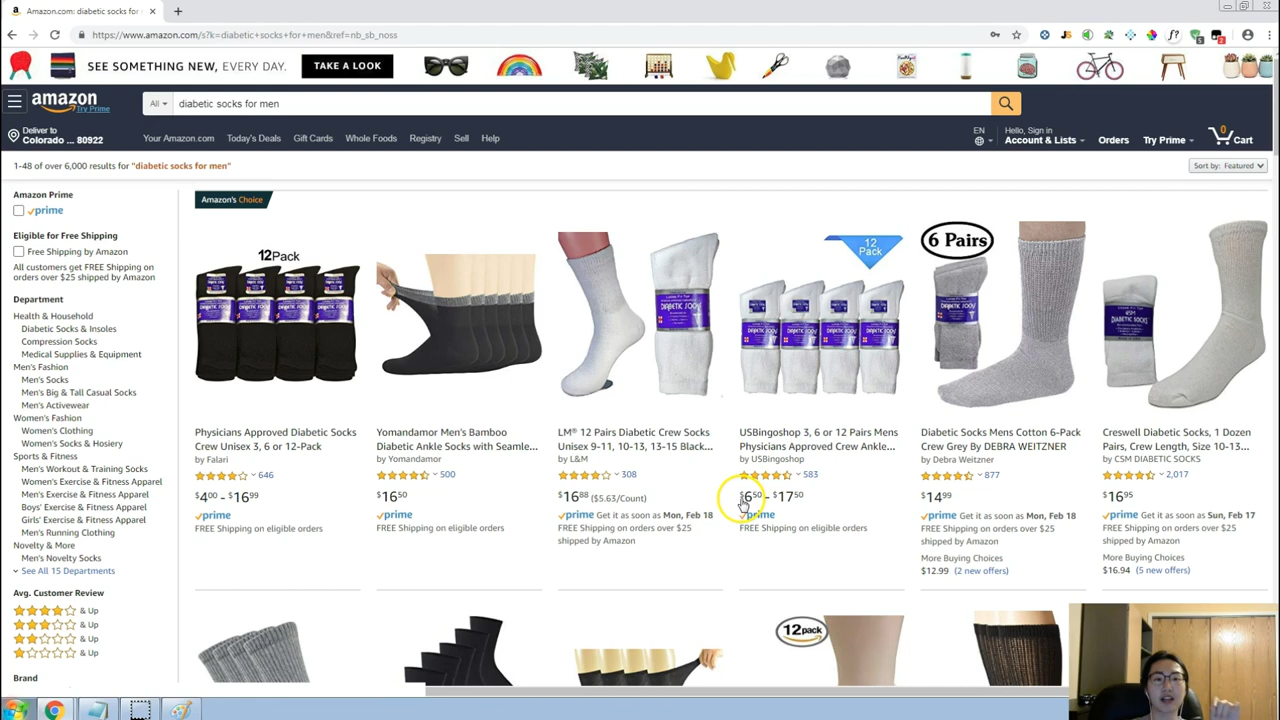 Amazon.com: diabetic socks for
https://www.amazon.com/s?k=diabetic+socks+for+men&ref=nb_sb_noss
SEE SOMETHING NEW, EVERY DAY.
TAKE A LOOK
amazon
Try Prime
All
diabetic socks for men
Deliver to
Colorado ... 80922
Your Amazon.com
Today's Deals
Gift Cards
Whole Foods
Registry
Sell
Help
EN
Hello, Sign in
Account & Lists
Orders
Try Prime
0
Cart
1-48 of over 6,000 results for "diabetic socks for men"
Sort by: Featured
Amazon Prime
prime
Eligible for Free Shipping
Free Shipping by Amazon
All customers get FREE Shipping on
orders over $25 shipped by Amazon
Department
Health & Household
Diabetic Socks & Insoles
Compression Socks
Medical Supplies & Equipment
Men's Fashion
Men's Socks
Men's Big & Tall Casual Socks
Men's Activewear
Women's Fashion
Women's Clothing
Women's Socks & Hosiery
Sports & Fitness
Men's Workout & Training Socks
Women's Exercise & Fitness Apparel
Men's Exercise & Fitness Apparel
Boys' Exercise & Fitness Apparel
Girls' Exercise & Fitness Apparel
Men's Running Clothing
Novelty & More
Men's Novelty Socks
See All 15 Departments
Avg. Customer Review
& Up
& Up
& Up
& Up
Brand
Amazon's Choice
12Pack
Physicians Approved Diabetic Socks
Crew Unisex 3, 6 or 12-Pack
by Falari
646
$400 - $1699
prime
FREE Shipping on eligible orders
Yomandamor Men's Bamboo
Diabetic Ankle Socks with Seamle...
by Yomandamor
500
$1650
prime
FREE Shipping on eligible orders
DIABETIC SOCKS
LM® 12 Pairs Diabetic Crew Socks
Unisex 9-11, 10-13, 13-15 Black...
by L&M
308
$1688 ($5.63/Count)
prime Get it as soon as Mon, Feb 18
FREE Shipping on orders over $25
shipped by Amazon
12
Pack
USBingoshop 3, 6 or 12 Pairs Mens
Physicians Approved Crew Ankle...
by USBingoshop
583
$650 - $1750
prime
FREE Shipping on eligible orders
6 Pairs
Diabetic Socks Mens Cotton 6-Pack
Crew Grey By DEBRA WEITZNER
by Debra Weitzner
877
$1499
prime Get it as soon as Mon, Feb 18
FREE Shipping on orders over $25
shipped by Amazon
More Buying Choices
$12.99 (2 new offers)
DIABETIC SOCKS
Creswell Diabetic Socks, 1 Dozen
Pairs, Crew Length, Size 10-13...
by CSM DIABETIC SOCKS
2,017
$1695
prime Get it as soon as Sun, Feb 17
FREE Shipping on orders over $25
shipped by Amazon
More Buying Choices
$16.94 (5 new offers)
12pack